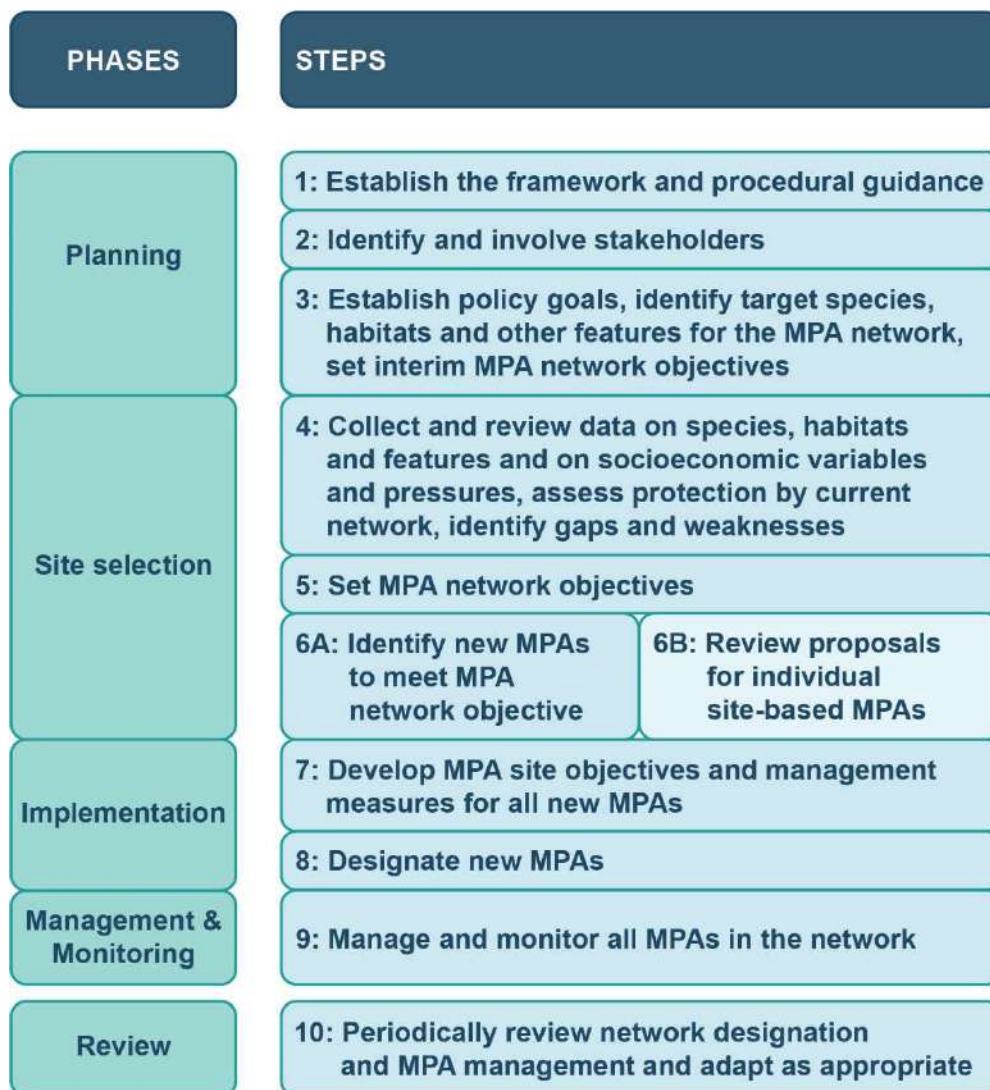 PHASES
STEPS
Planning
1: Establish the framework and procedural guidance
2: Identify and involve stakeholders
3: Establish policy goals, identify target species,
habitats and other features for the MPA network,
set interim MPA network objectives
Site selection
4: Collect and review data on species, habitats
and features and on socioeconomic variables
and pressures, assess protection by current
network, identify gaps and weaknesses
5: Set MPA network objectives
6A: Identify new MPAs
to meet MPA
network objective
6B: Review proposals
for individual
site-based MPAs
Implementation
7: Develop MPA site objectives and management
measures for all new MPAs
8: Designate new MPAs
Management &
Monitoring
9: Manage and monitor all MPAs in the network
Review
10: Periodically review network designation
and MPA management and adapt as appropriate